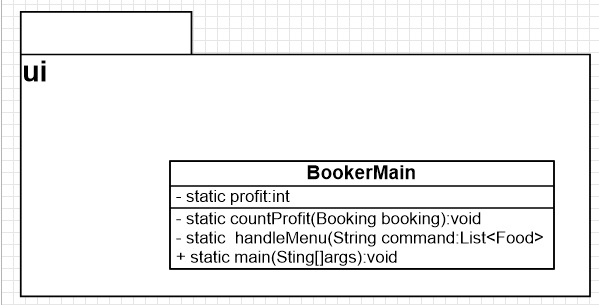 ui
BookerMain
- static profit:int
- static countProfit(Booking booking):void
- static  handleMenu(String command:List<Food>
+ static main(Sting[]args):void